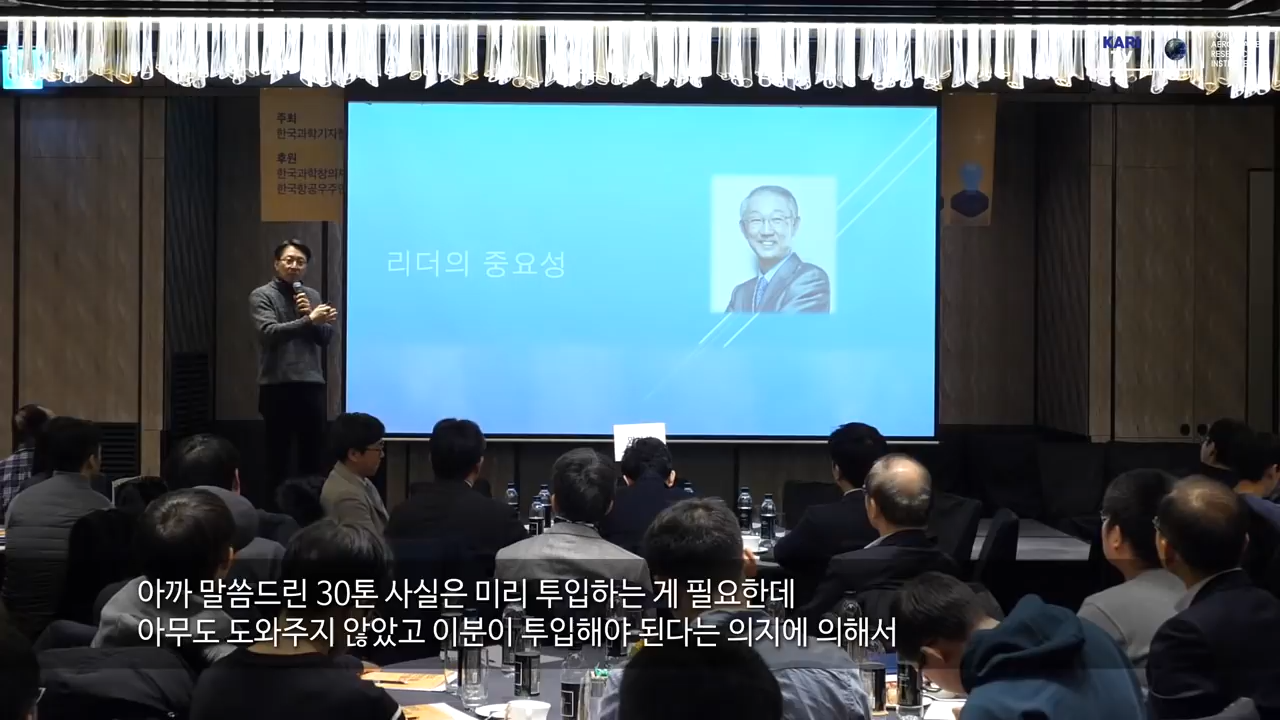 KARI TV
주최
한국과학기자
후원
한국과학창의
한국항공우주
리더의 중요성
아까 말씀드린 30톤 사실은 미리 투입하는 게 필요한데
아무도 도와주지 않았고 이분이 투입해야 된다는 의지에 의해서